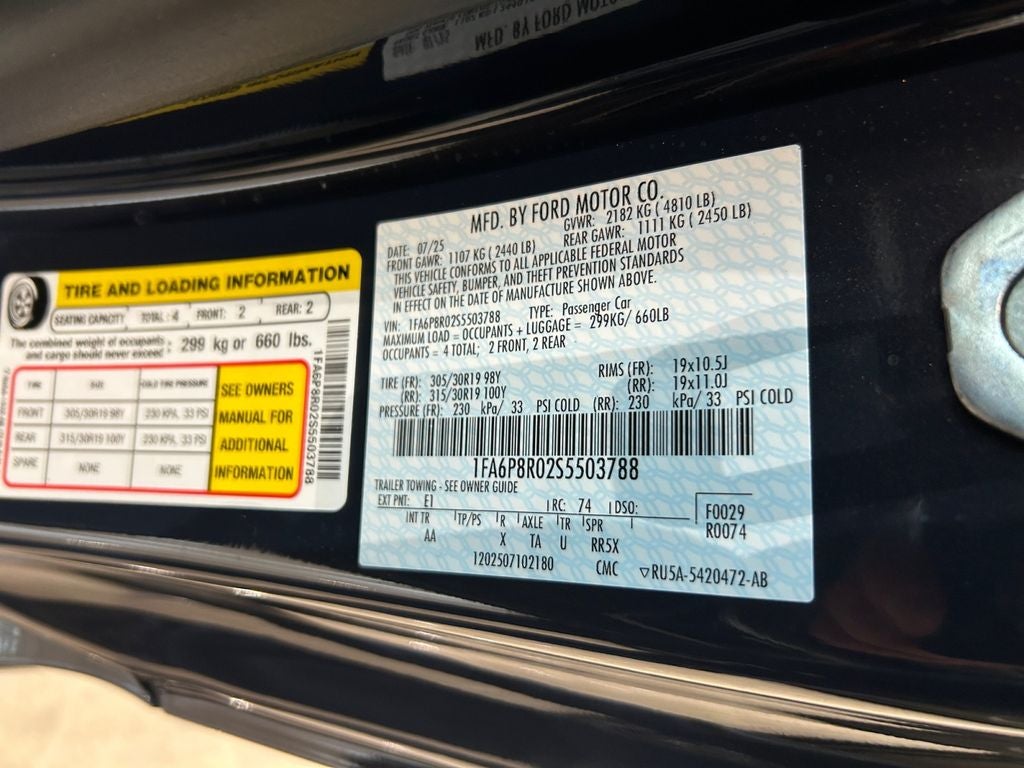 MFD. BY FORD MOTO
TIRE AND LOADING INFORMATION
SEATING CAPACITY TOTAL : 4 FRONT: 2 REAR: 2
The combined weight of occupants and cargo should never exceed : 299 kg or 660 lbs.
TIRE SIZE COLD TIRE PRESSURE
FRONT 305/30R19 98Y 230 KPA, 33 PSI
REAR 315/30R19 100Y 230 KPA, 33 PSI
SPARE NONE NONE
SEE OWNERS
MANUAL FOR
ADDITIONAL
INFORMATION
1FA6P8R02S5503788
MFD. BY FORD MOTOR CO.
DATE: 07/25 GVWR: 2182 KG ( 4810 LB)
FRONT GAWR: 1107 KG ( 2440 LB) REAR GAWR: 1111 KG ( 2450 LB)
THIS VEHICLE CONFORMS TO ALL APPLICABLE FEDERAL MOTOR
VEHICLE SAFETY, BUMPER, AND THEFT PREVENTION STANDARDS
IN EFFECT ON THE DATE OF MANUFACTURE SHOWN ABOVE.
VIN: 1FA6P8R02S5503788 TYPE: Passenger Car
MAXIMUM LOAD = OCCUPANTS + LUGGAGE = 299KG/ 660LB
OCCUPANTS = 4 TOTAL; 2 FRONT, 2 REAR
TIRE (FR): 305/30R19 98Y RIMS (FR): 19x10.5J
(RR): 315/30R19 100Y (RR): 19x11.0J
PRESSURE (FR): 230 kPa/ 33 PSI COLD (RR): 230 kPa/ 33 PSI COLD
1FA6P8R02S5503788
TRAILER TOWING - SEE OWNER GUIDE
EXT PNT: E1 RC: 74 DSO: F0029
INT TR TP/PS R AXLE TR SPR R0074
AA X TA U RR5X
1202507102180 CMC ▽RU5A-5420472-AB